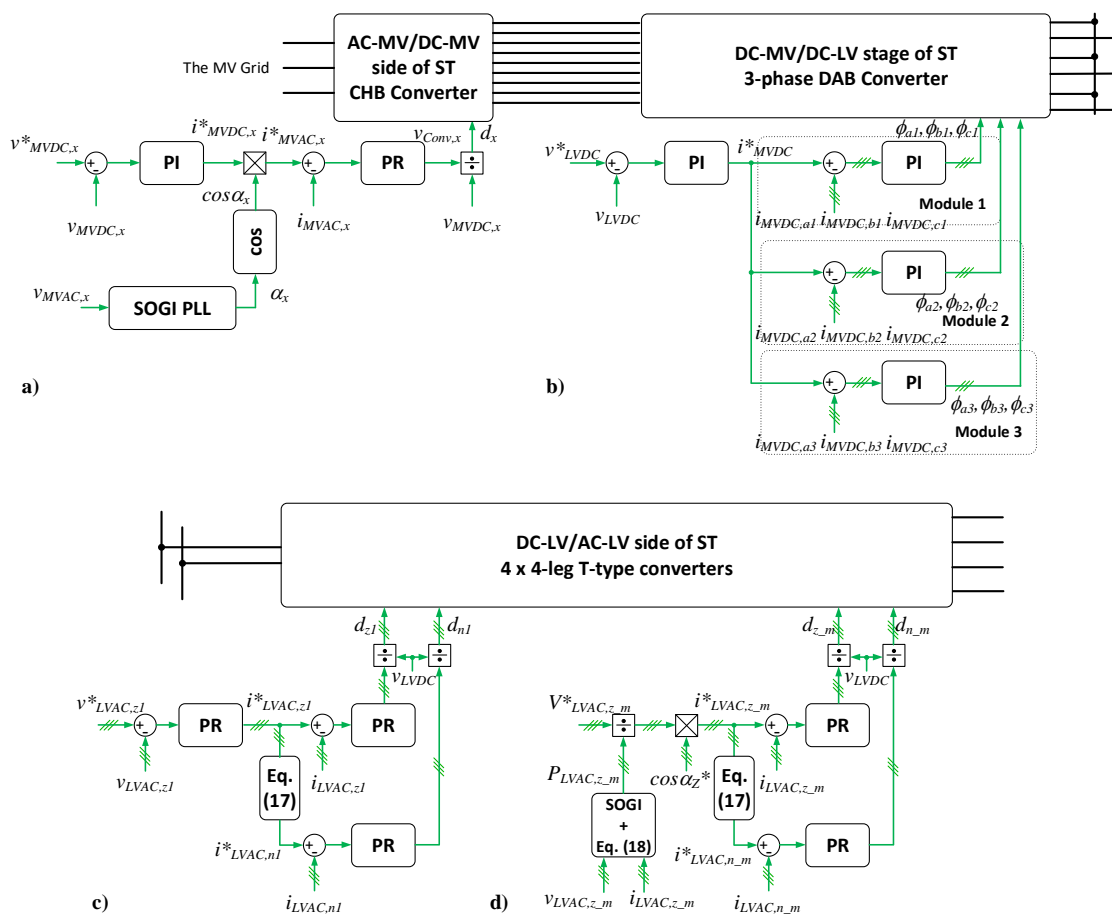 AC-MV/DC-MV
side of ST
CHB Converter
The MV Grid
DC-MV/DC-LV stage of ST
3-phase DAB Converter
v*MVDC,x
+
-
PI
i*MVDC,x
i*MVAC,x
+
-
PR
vConv,x
dx
÷
vMVDC,x
cosαx
iMVAC,x
vMVDC,x
cos
vMVAC,x
SOGI PLL
αx
a)
v*LVDC
+
-
PI
i*MVDC
vLVDC
+
-
PI
ϕa1, ϕb1, ϕc1
Module 1
iMVDC,a1 iMVDC,b1 iMVDC,c1
+
-
PI
ϕa2, ϕb2, ϕc2
Module 2
iMVDC,a2 iMVDC,b2 iMVDC,c2
+
-
PI
ϕa3, ϕb3, ϕc3
Module 3
iMVDC,a3 iMVDC,b3 iMVDC,c3
b)
DC-LV/AC-LV side of ST
4 x 4-leg T-type converters
dz1
dn1
÷
÷
vLVDC
v*LVAC,z1
+
-
PR
i*LVAC,z1
+
-
PR
vLVAC,z1
Eq.
(17)
iLVAC,z1
i*LVAC,n1
+
-
PR
iLVAC,n1
c)
dz_m
dn_m
÷
÷
vLVDC
V*LVAC,z_m
÷
i*LVAC,z_m
+
-
PR
PLVAC,z_m
cosαZ*
Eq.
(17)
iLVAC,z_m
SOGI
+
Eq. (18)
i*LVAC,n_m
+
-
PR
vLVAC,z_m
iLVAC,z_m
iLVAC,n_m
d)